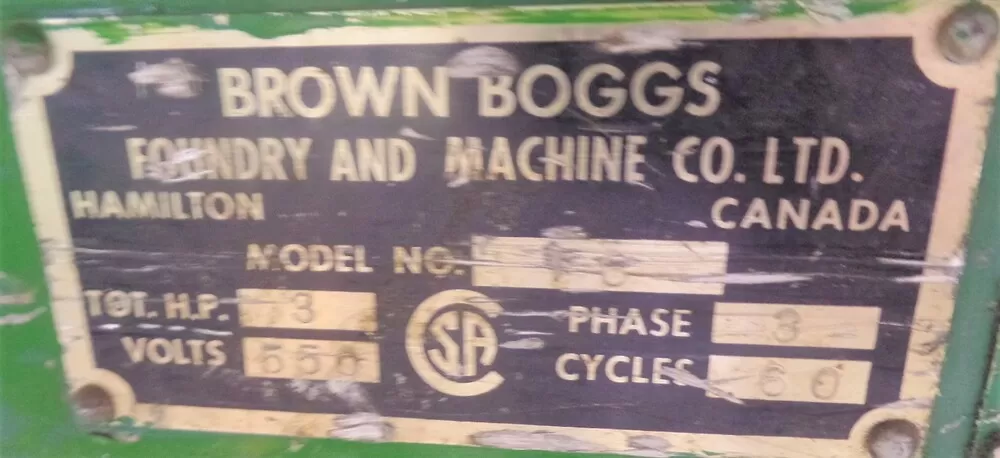 BROWN BOGGS
FOUNDRY AND MACHINE CO. LTD.
HAMILTON CANADA
MODEL NO.
TOT. H.P. 3 PHASE 3
VOLTS 550 CYCLES 60
CSA